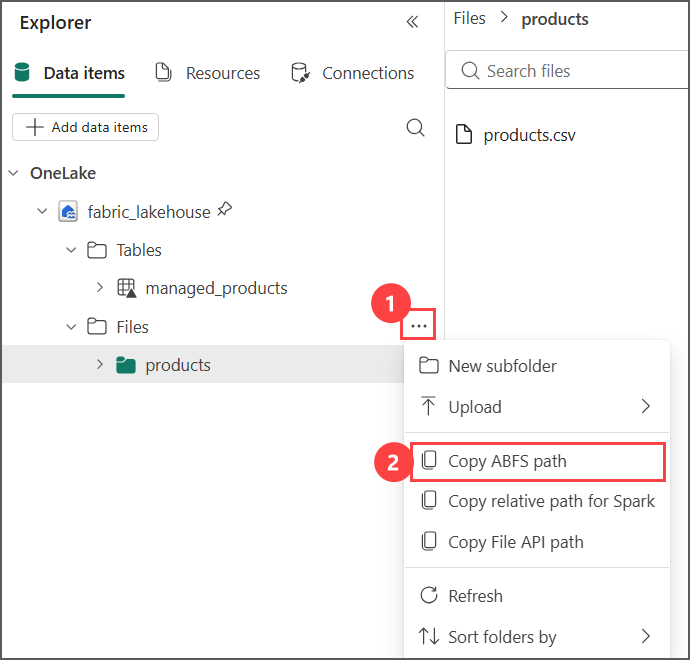 Explorer
Data items
Resources
Connections
Add data items
OneLake
fabric_lakehouse
Tables
managed_products
Files
products
Files > products
Search files
products.csv
1
...
New subfolder
Upload
2
Copy ABFS path
Copy relative path for Spark
Copy File API path
Refresh
Sort folders by